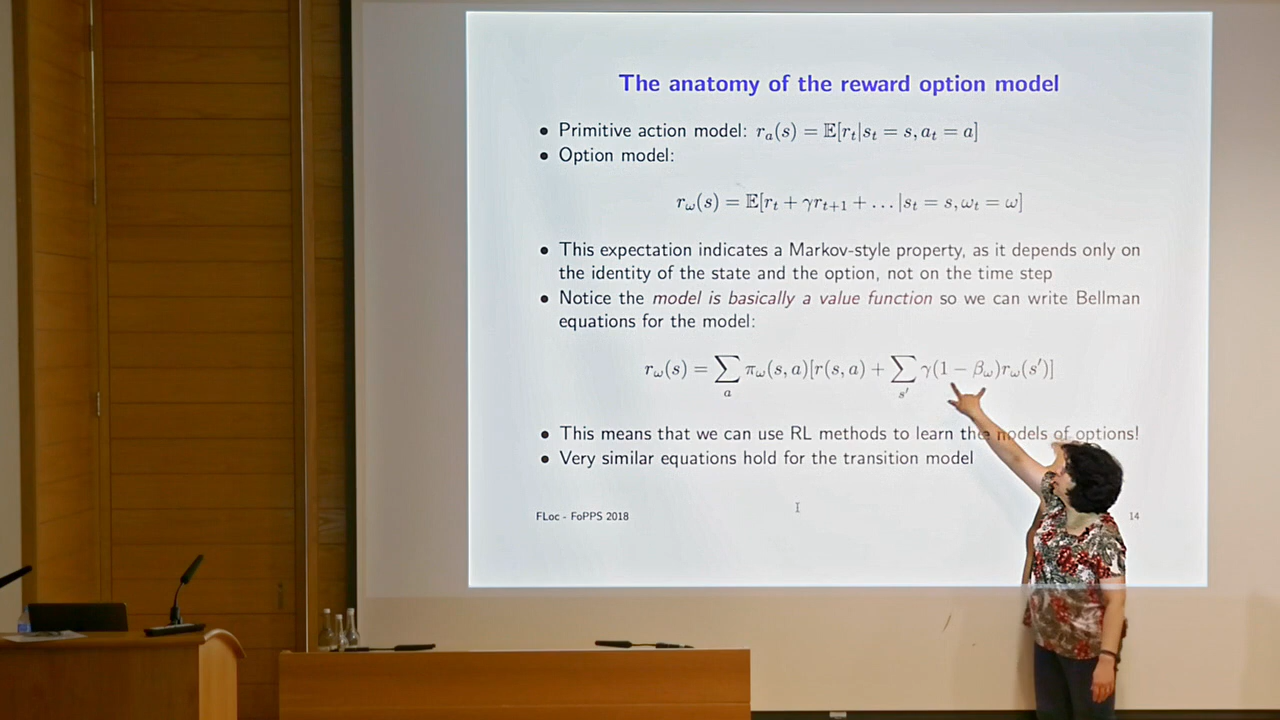 The anatomy of the reward option model
• Primitive action model: r_a(s) = 𝔼[r_t|s_t = s, a_t = a]
• Option model:
r_ω(s) = 𝔼[r_t + γr_{t+1} + … |s_t = s, ω_t = ω]
• This expectation indicates a Markov-style property, as it depends only on
the identity of the state and the option, not on the time step
• Notice the model is basically a value function so we can write Bellman
equations for the model:
r_ω(s) = ∑_a π_ω(s, a)[r(s, a) + ∑_{s'} γ(1 − β_ω)r_ω(s')]
• This means that we can use RL methods to learn the models of options!
• Very similar equations hold for the transition model
FLoc - FoPPS 2018
14